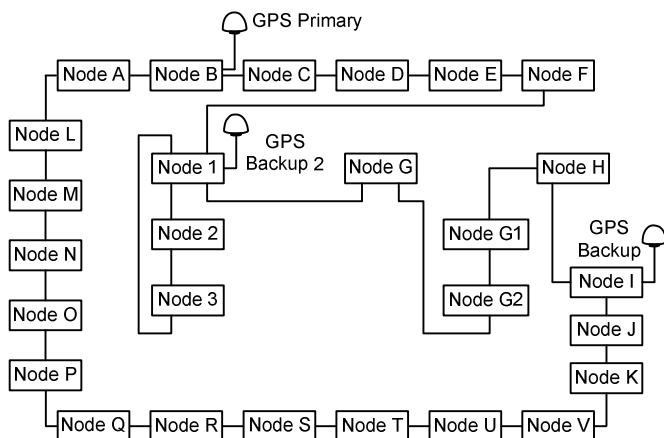 GPS Primary
Node A
Node B
Node C
Node D
Node E
Node F
Node L
GPS
Backup 2
Node 1
Node G
Node H
Node M
Node 2
Node G1
GPS
Backup
Node N
Node 3
Node G2
Node I
Node O
Node J
Node P
Node K
Node Q
Node R
Node S
Node T
Node U
Node V